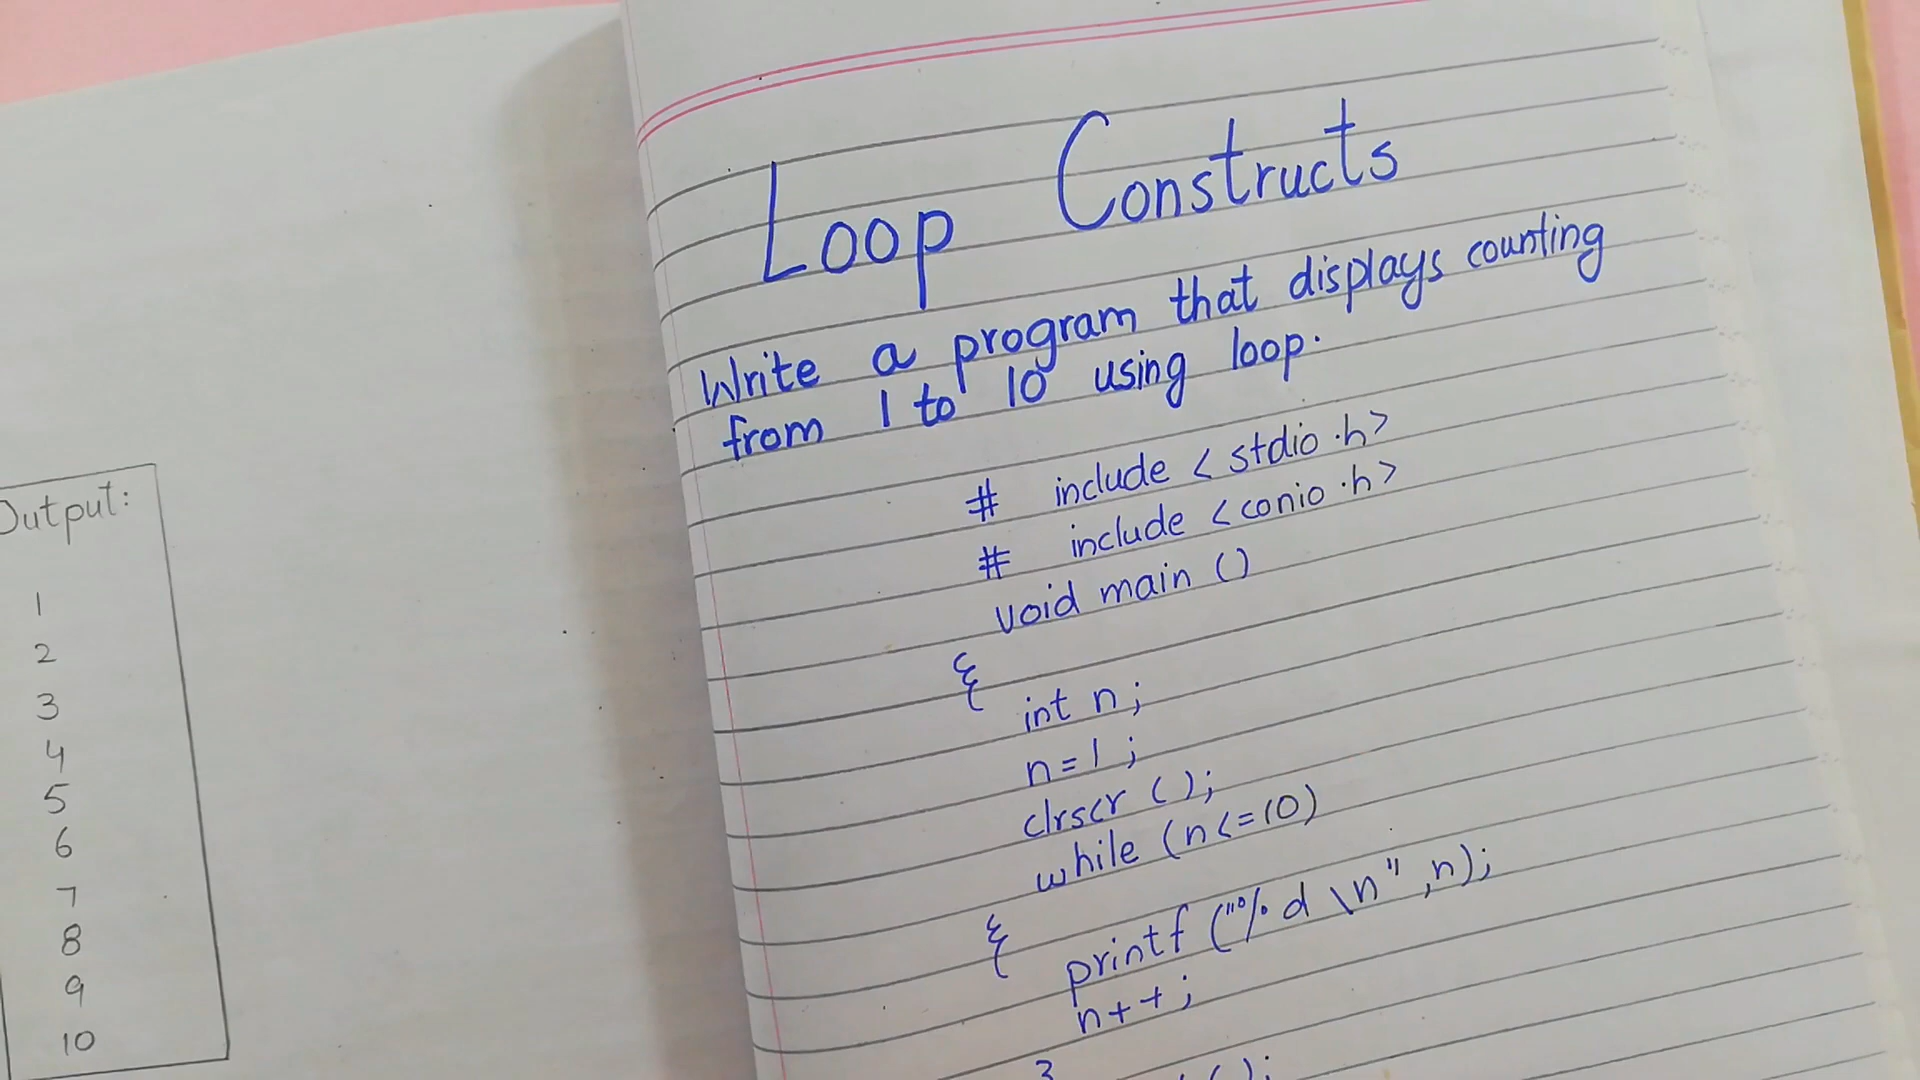 Output:
1
2
3
4
5
6
7
8
9
10
Loop Constructs
Write a program that displays counting
from 1 to 10 using loop.
# include < stdio.h>
# include <conio.h>
void main ()
{
int n;
n=1;
clrscr ();
while (n<=10)
{
printf ("%d \n",n);
n++;
}
();